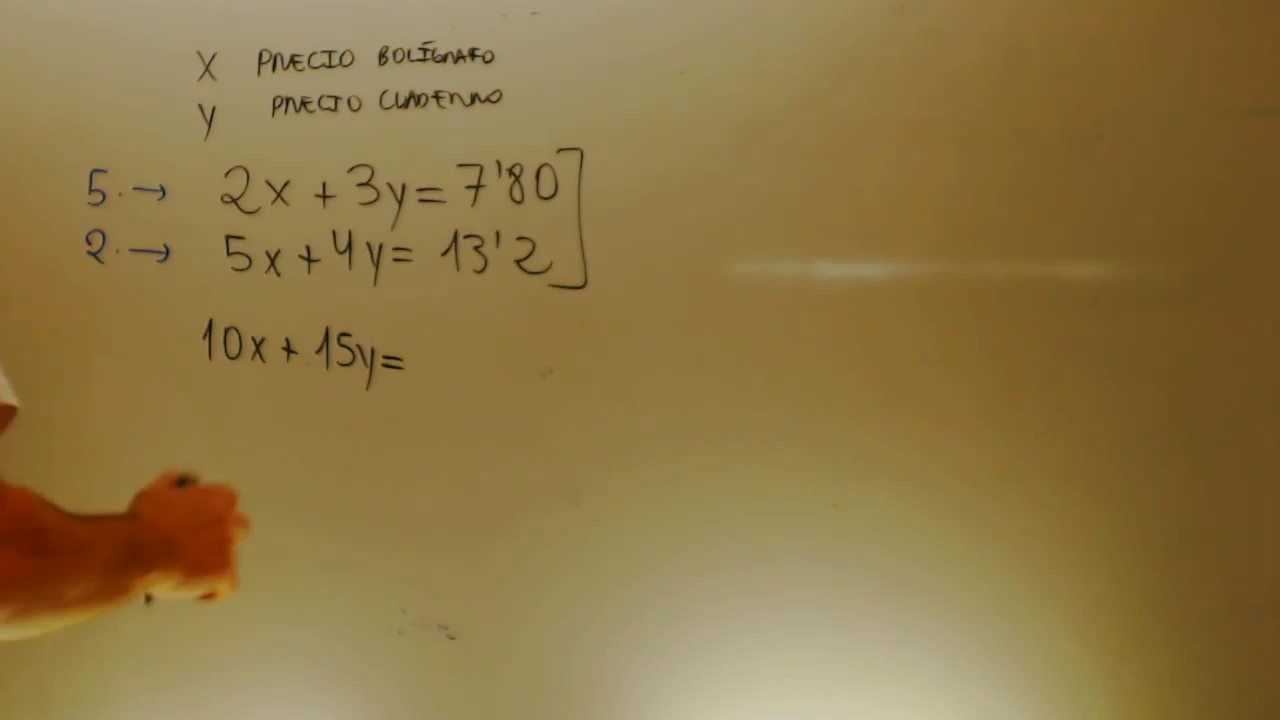 X PRECIO BOLÍGRAFO
y PRECIO CUADERNO
5· → 2x + 3y = 7'80
2· → 5x + 4y = 13'2
10x + 15y =